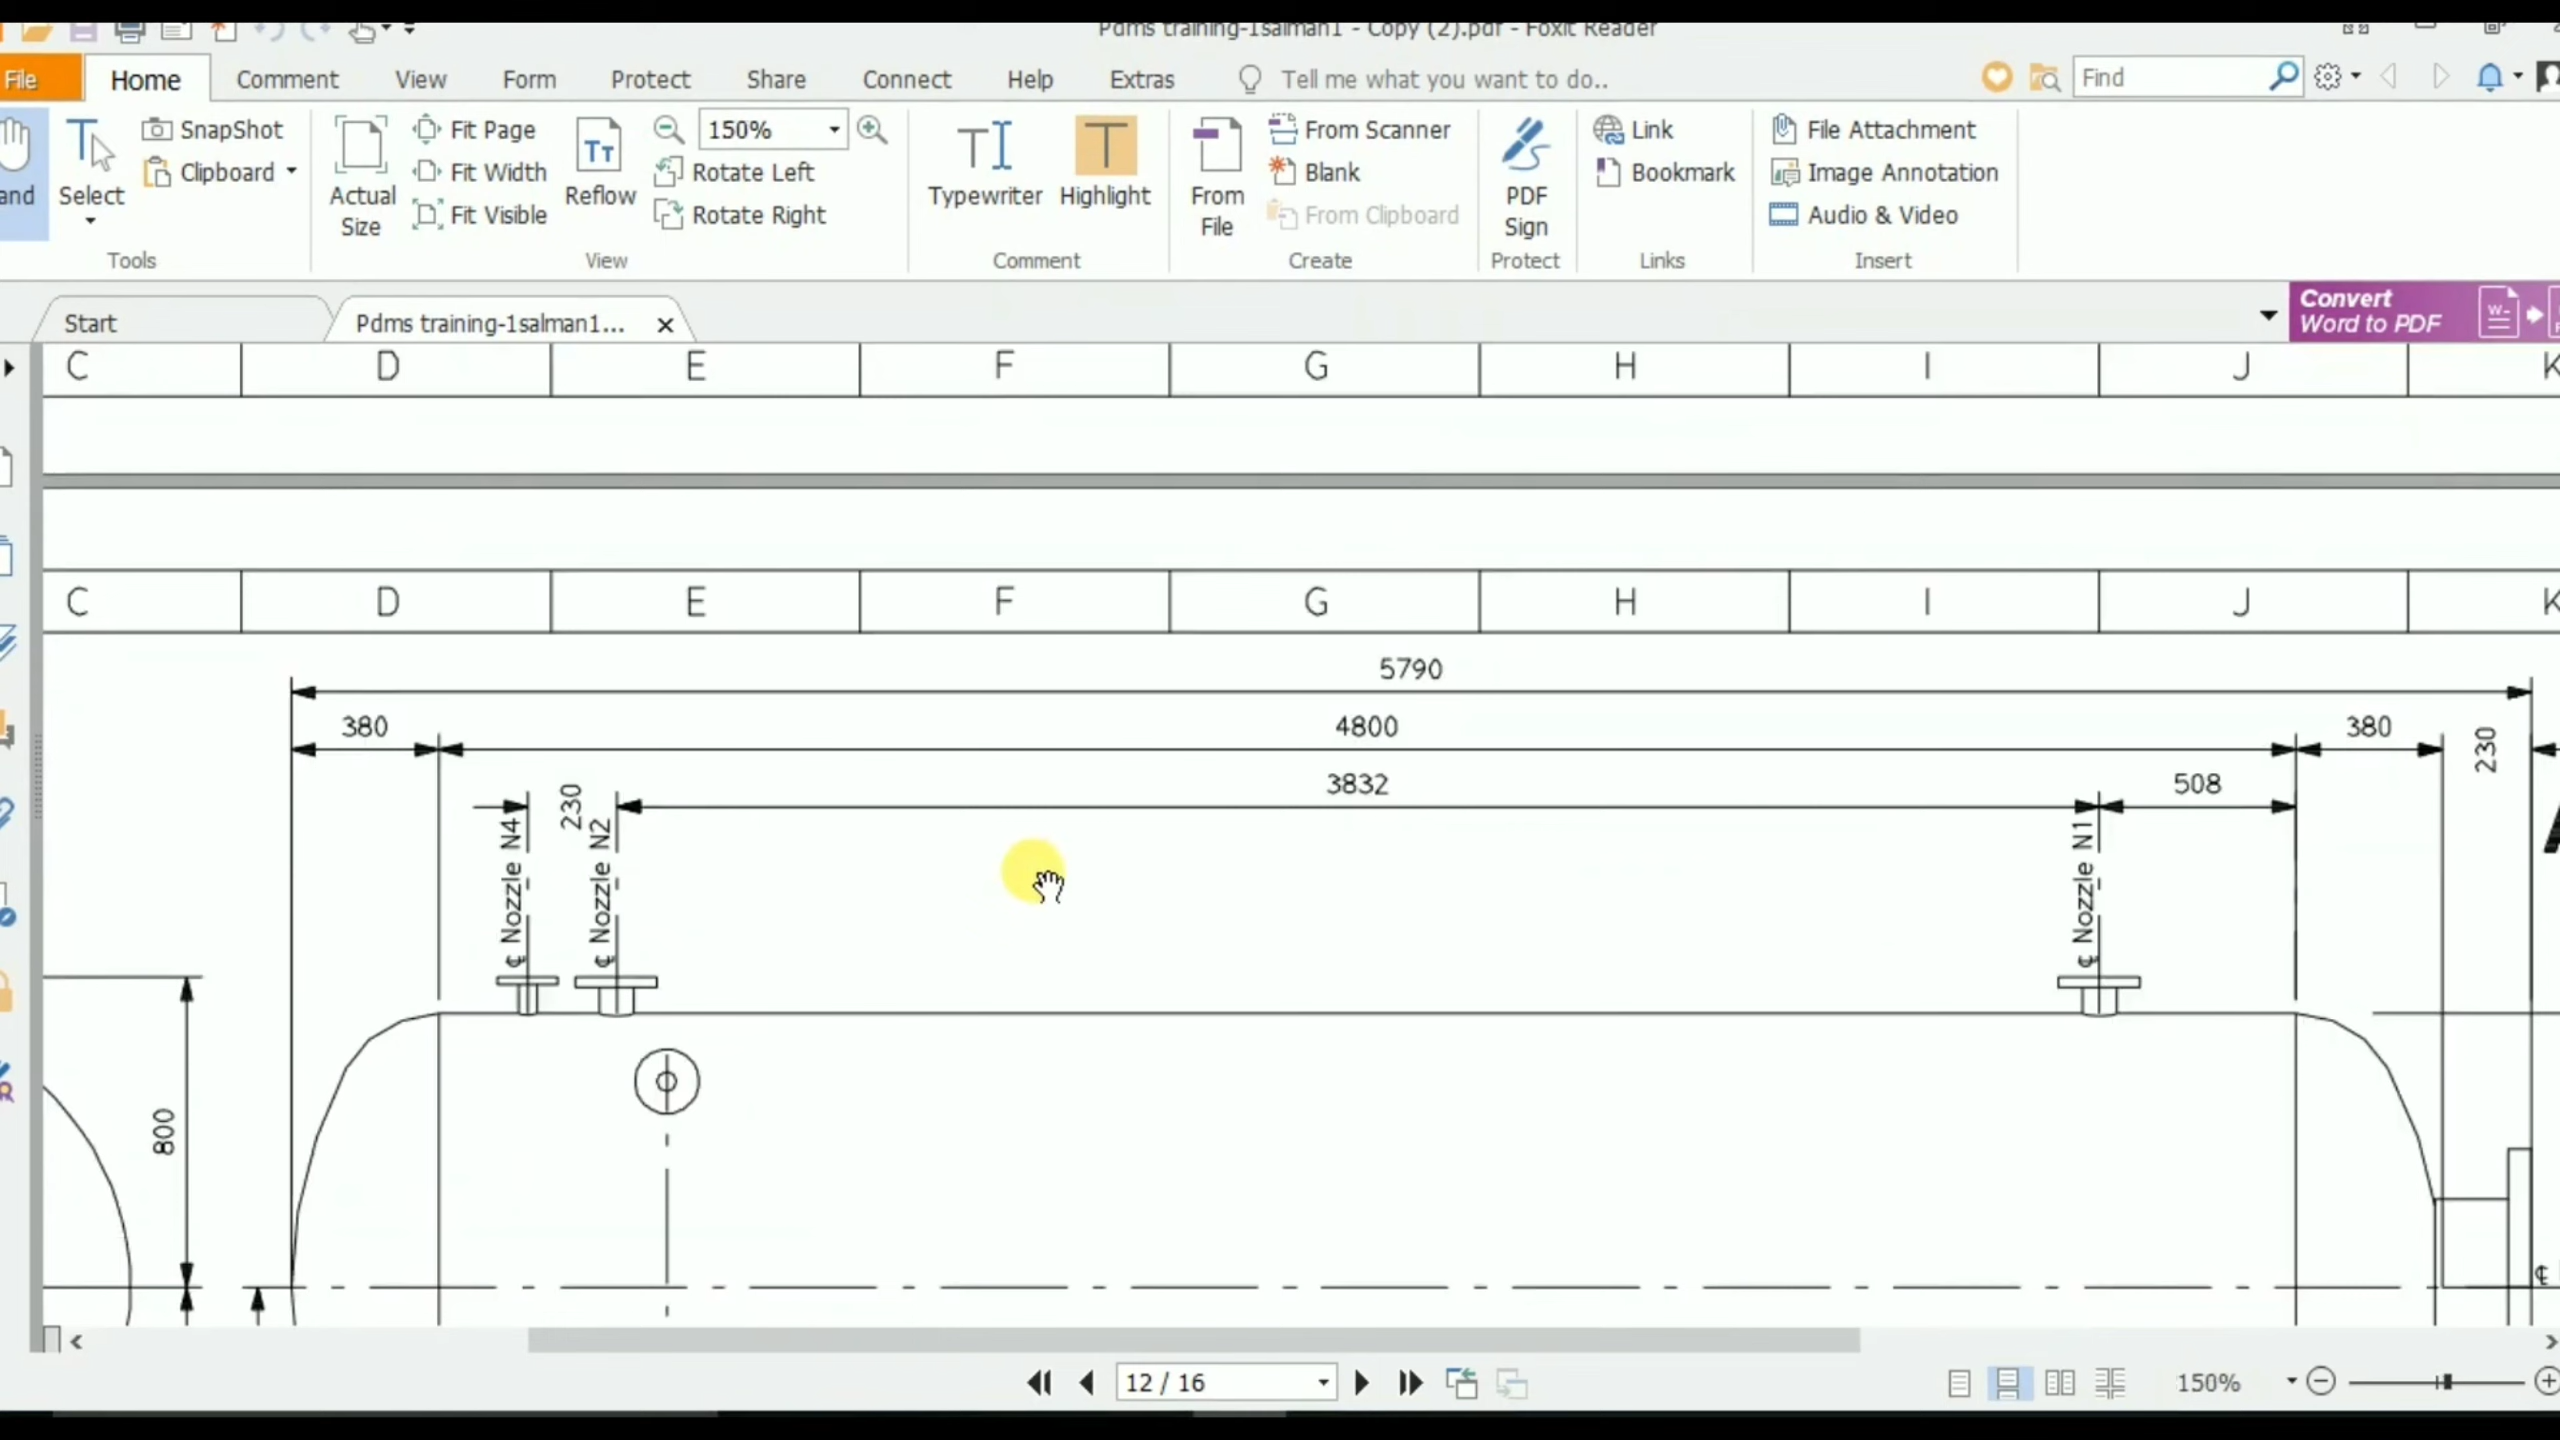 Pdms training-1salman1 - Copy (2).pdf - Foxit Reader
File Home Comment View Form Protect Share Connect Help Extras Tell me what you want to do.. Find
SnapShot Fit Page 150% From Scanner Link File Attachment
Clipboard Fit Width Rotate Left Blank Bookmark Image Annotation
and Select Actual Size Fit Visible Reflow Rotate Right Typewriter Highlight From File From Clipboard PDF Sign Audio & Video
Tools View Comment Create Protect Links Insert
Start Pdms training-1salman1... Convert
Word to PDF
C D E F G H I J K
C D E F G H I J K
5790
380 4800 380 230
230 3832 508
℄ Nozzle N4
℄ Nozzle N2
℄ Nozzle N1
800
℄
12 / 16 150%